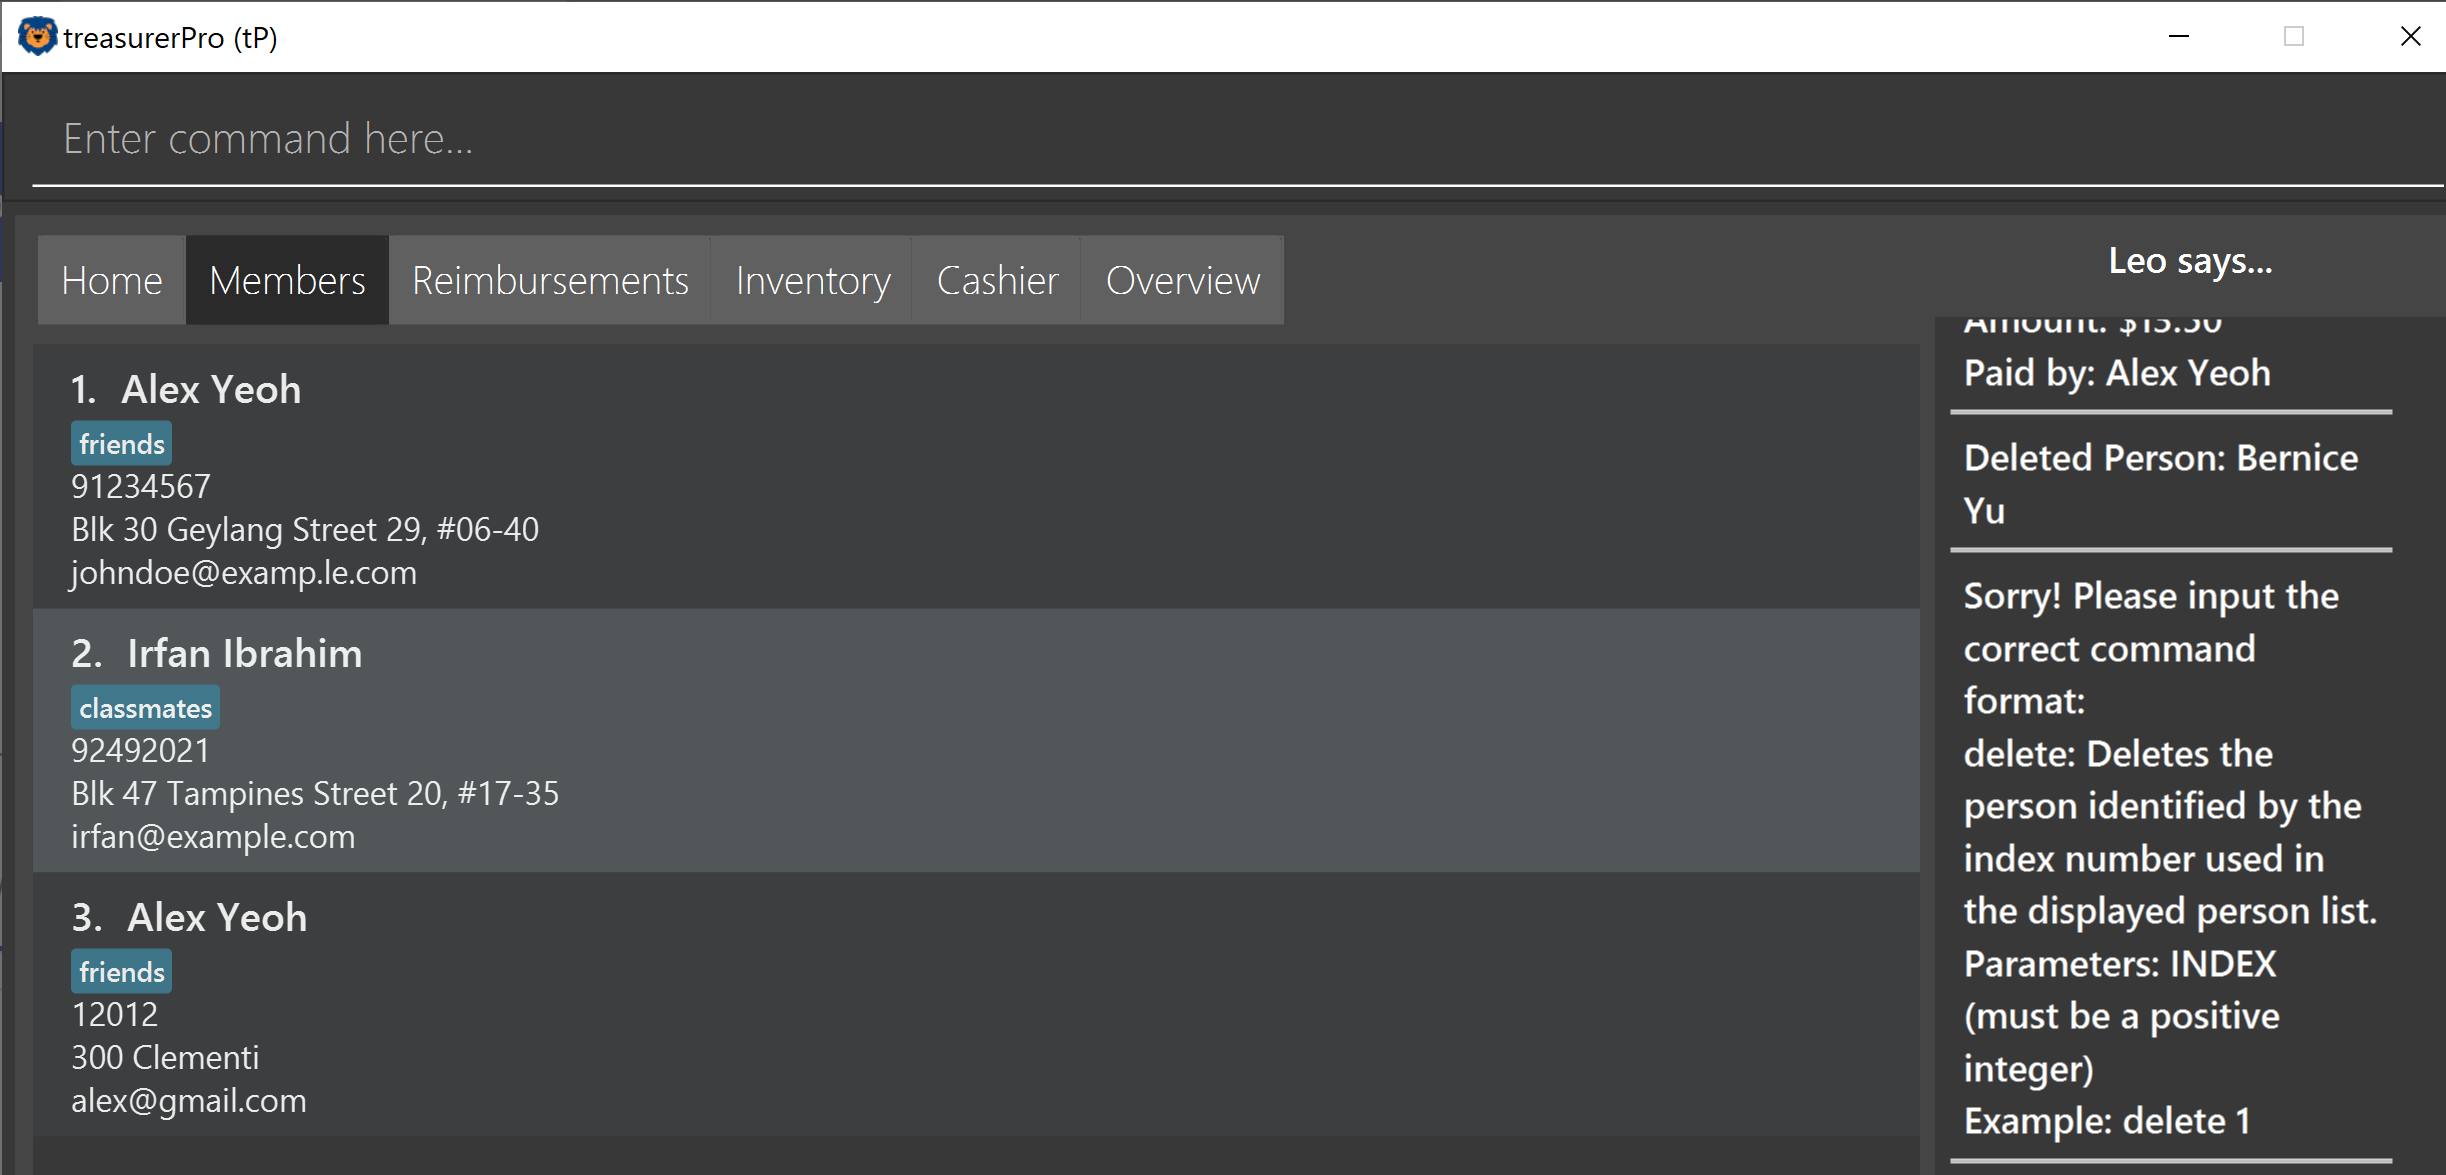 treasurerPro (tP)
Enter command here...
Home Members Reimbursements Inventory Cashier Overview
1. Alex Yeoh
friends
91234567
Blk 30 Geylang Street 29, #06-40
johndoe@examp.le.com
2. Irfan Ibrahim
classmates
92492021
Blk 47 Tampines Street 20, #17-35
irfan@example.com
3. Alex Yeoh
friends
12012
300 Clementi
alex@gmail.com
Leo says...
Amount:
Paid by: Alex Yeoh
Deleted Person: Bernice
Yu
Sorry! Please input the
correct command
format:
delete: Deletes the
person identified by the
index number used in
the displayed person list.
Parameters: INDEX
(must be a positive
integer)
Example: delete 1